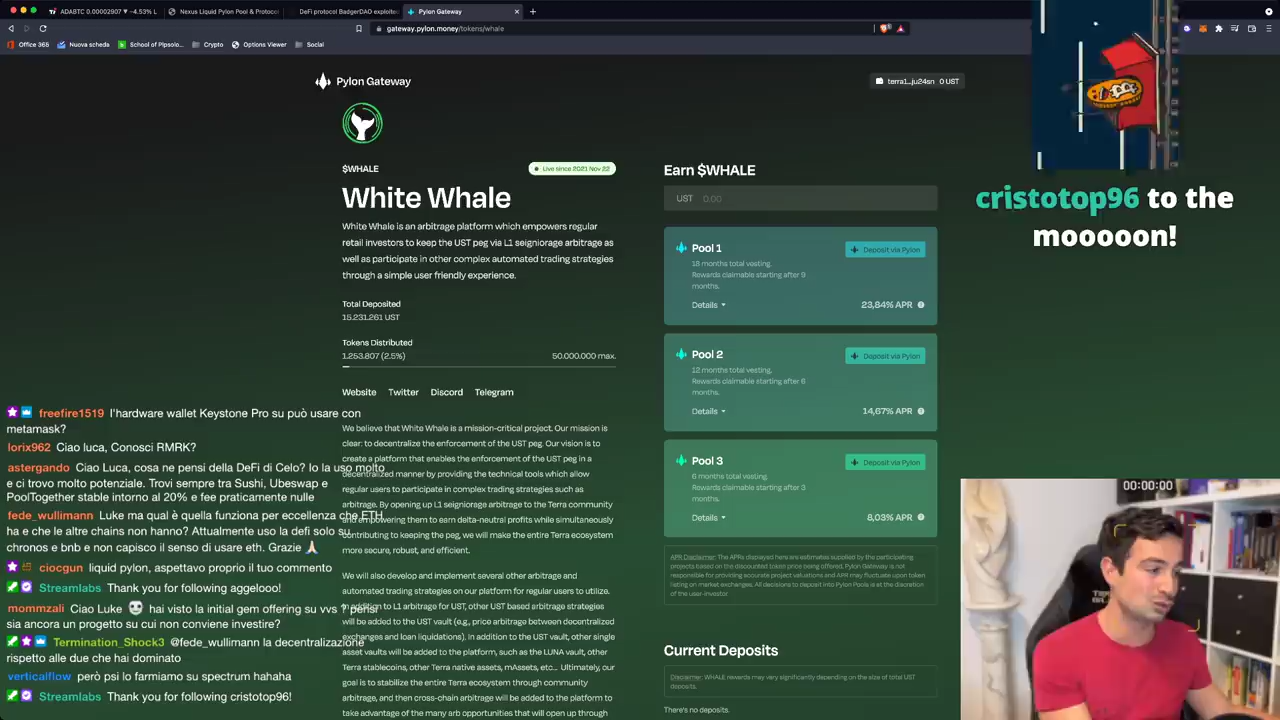 ADABTC 0.00002907 ▼ −4.53% L
Nexus Liquid Pylon Pool & Protocol
DeFi protocol BadgerDAO exploited
Pylon Gateway
gateway.pylon.money/tokens/whale
Office 365
Nuova scheda
School of Plpsolo...
Crypto
Options Viewer
Social
Pylon Gateway
terra1...ju24sn 0 UST
$WHALE
Live since 2021 Nov 22
White Whale
White Whale is an arbitrage platform which empowers regular
retail investors to keep the UST peg via L1 seigniorage arbitrage as
well as participate in other complex automated trading strategies
through a simple user friendly experience.
Total Deposited
15.231.261 UST
Tokens Distributed
1.253.807 (2.5%)
50.000.000 max.
Website
Twitter
Discord
Telegram
We believe that White Whale is a mission-critical project. Our mission is
clear: to decentralize the enforcement of the UST peg. Our vision is to
create a platform that enables the enforcement of the UST peg in a
decentralized manner by providing the technical tools which allow
regular users to participate in complex trading strategies such as
arbitrage. By opening up L1 seigniorage arbitrage to the Terra community
and empowering them to earn delta-neutral profits while simultaneously
contributing to keeping the peg, we will make the entire Terra ecosystem
more secure, robust, and efficient.
We will also develop and implement several other arbitrage and
automated trading strategies on our platform for regular users to utilize.
In addition to L1 arbitrage for UST, other UST based arbitrage strategies
will be added to the UST vault (e.g., price arbitrage between decentralized
exchanges and loan liquidations). In addition to the UST vault, other single
asset vaults will be added to the platform, such as the LUNA vault, other
Terra stablecoins, other Terra native assets, mAssets, etc... Ultimately, our
goal is to stabilize the entire Terra ecosystem through community
arbitrage, and then cross-chain arbitrage will be added to the platform to
take advantage of the many arb opportunities that will open up through
Earn $WHALE
UST 0.00
Pool 1
Deposit via Pylon
18 months total vesting.
Rewards claimable starting after 9
months.
Details
23,84% APR
Pool 2
Deposit via Pylon
12 months total vesting.
Rewards claimable starting after 6
months.
Details
14,67% APR
Pool 3
Deposit via Pylon
6 months total vesting.
Rewards claimable starting after 3
months.
Details
8,03% APR
APR Disclaimer: The APRs displayed here are estimates supplied by the participating
projects based on the discounted token price being offered. Pylon Gateway is not
responsible for providing accurate project valuations and APR may fluctuate upon token
listing on market exchanges. All decisions to deposit into Pylon Pools is at the discretion
of the user-investor.
Current Deposits
Disclaimer: WHALE rewards may vary significantly depending on the size of total UST
deposits.
There's no deposits.
freefire1519 l'hardware wallet Keystone Pro su può usare con
metamask?
lorix962 Ciao luca, Conosci RMRK?
astergando Ciao Luca, cosa ne pensi della DeFi di Celo? Io la uso molto
e ci trovo molto potenziale. Trovi sempre tra Sushi, Ubeswap e
PoolTogether stable intorno al 20% e fee praticamente nulle
fede_wullimann Luke ma qual è quella funzione per eccellenza che ETH
ha e che le altre chains non hanno? Attualmente uso la defi solo su
chronos e bnb e non capisco il senso di usare eth. Grazie 🙏
ciocgun liquid pylon, aspettavo proprio il tuo commento
Streamlabs Thank you for following ageloo!
mommzali Ciao Luke 💀 hai visto la initial gem offering su vvs ? pensi
sia ancora un progetto su cui non conviene investire?
Termination_Shock3 @fede_wullimann la decentralizzazione
rispetto alle due che hai dominato
verticalflow però psi lo farmiamo su spectrum hahaha
Streamlabs Thank you for following cristotop96!
cristotop96 to the
mooooon!
00:00:00